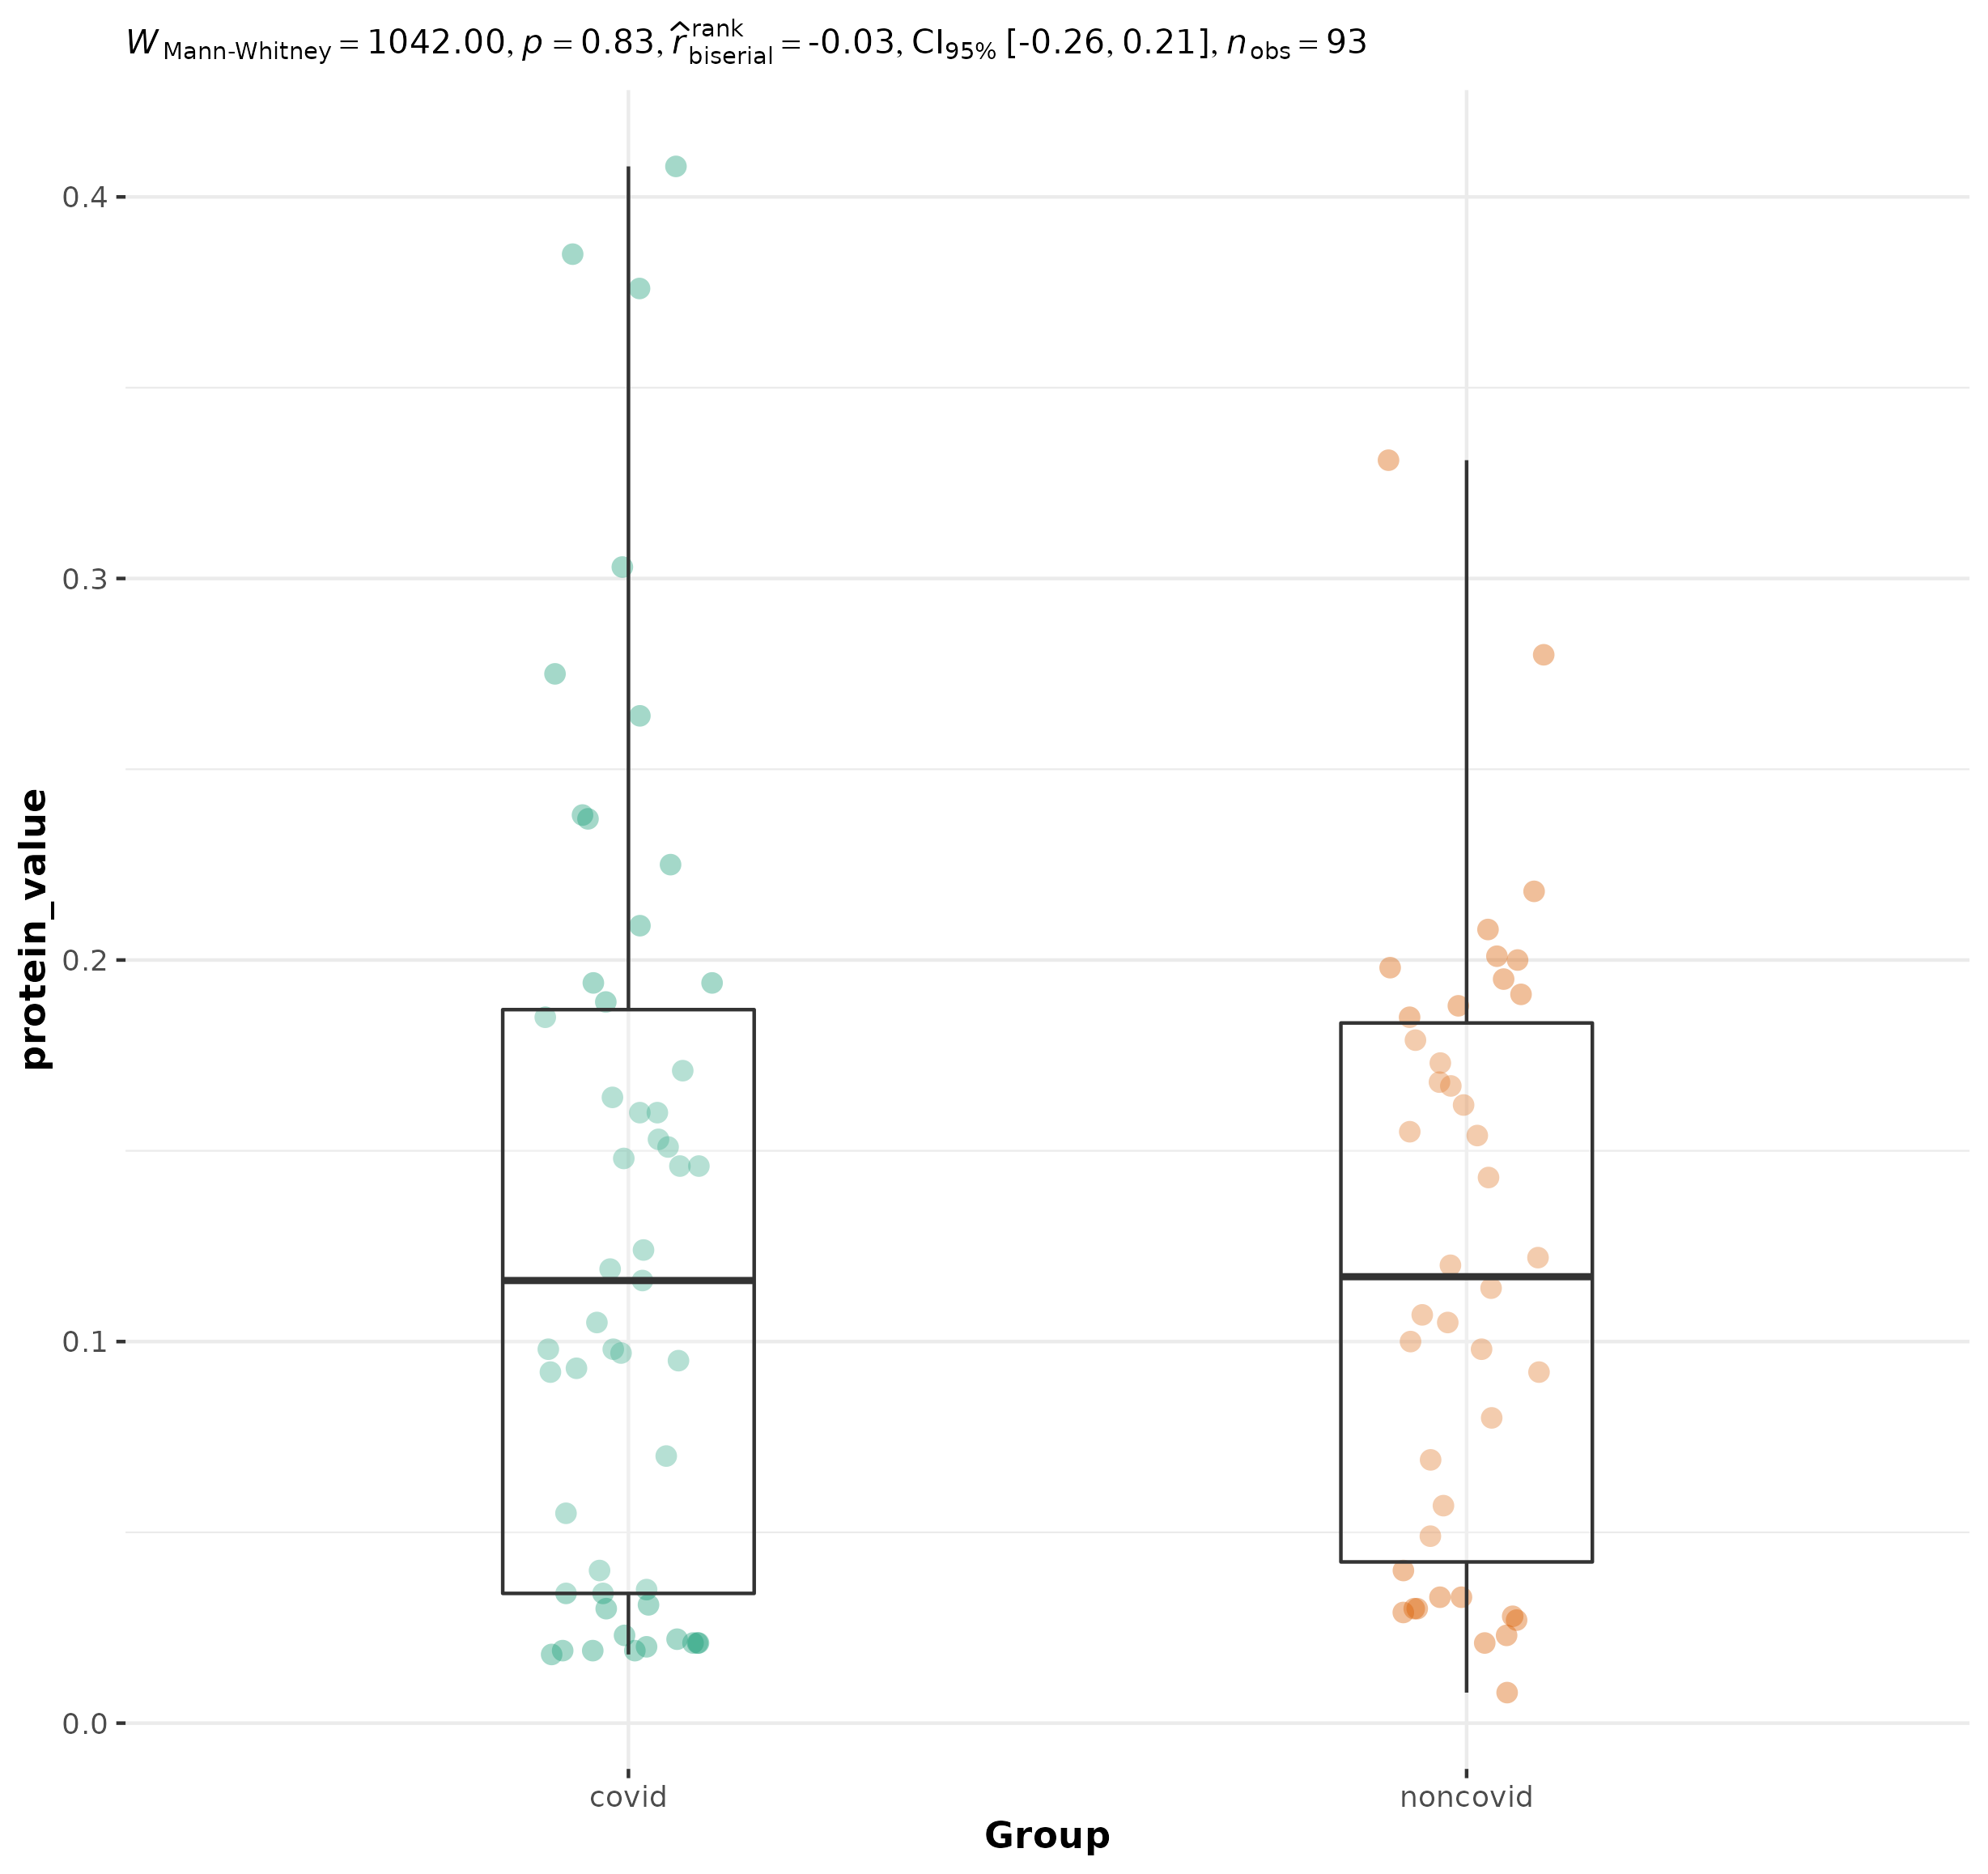 W Mann-Whitney = 1042.00, p = 0.83, r̂ rank biserial = -0.03, CI95% [-0.26, 0.21], nobs = 93
protein_value
0.4
0.3
0.2
0.1
0.0
covid noncovid
Group